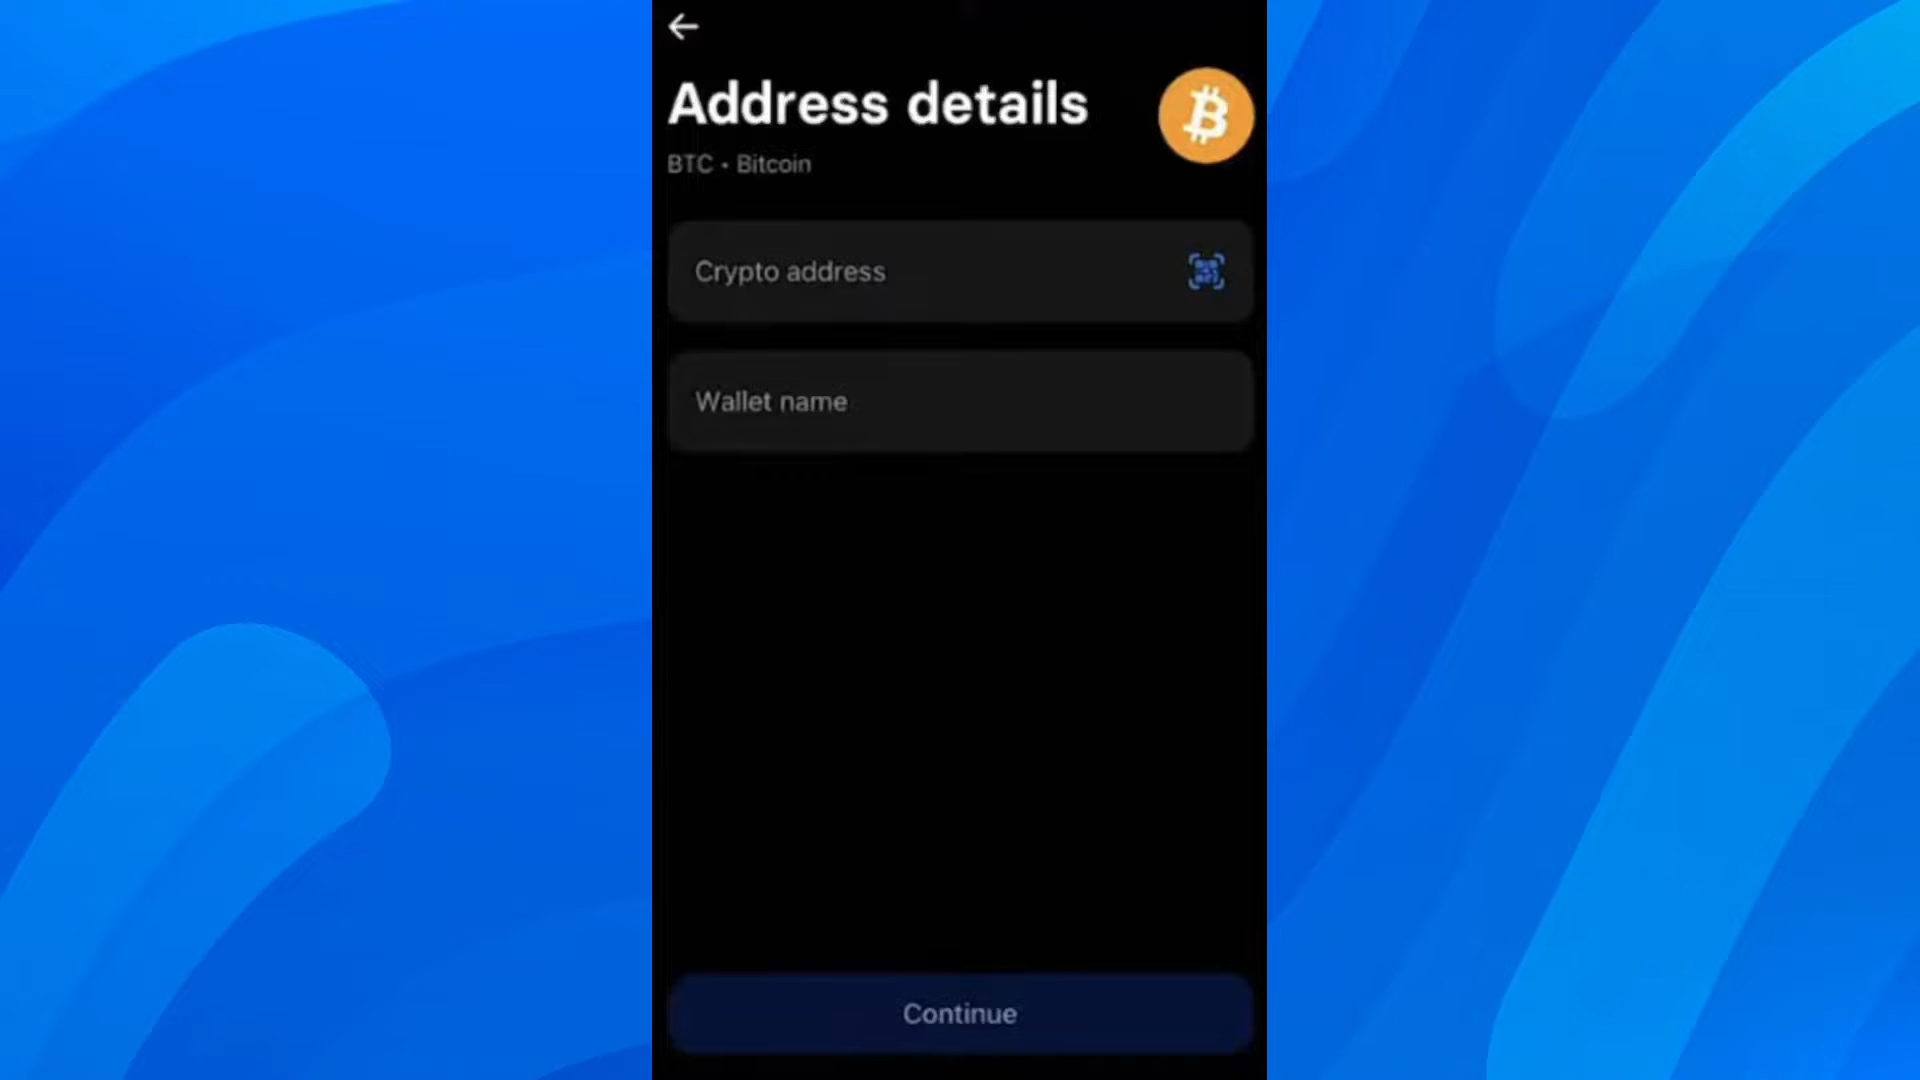 Address details
BTC • Bitcoin
Crypto address
Wallet name
Continue